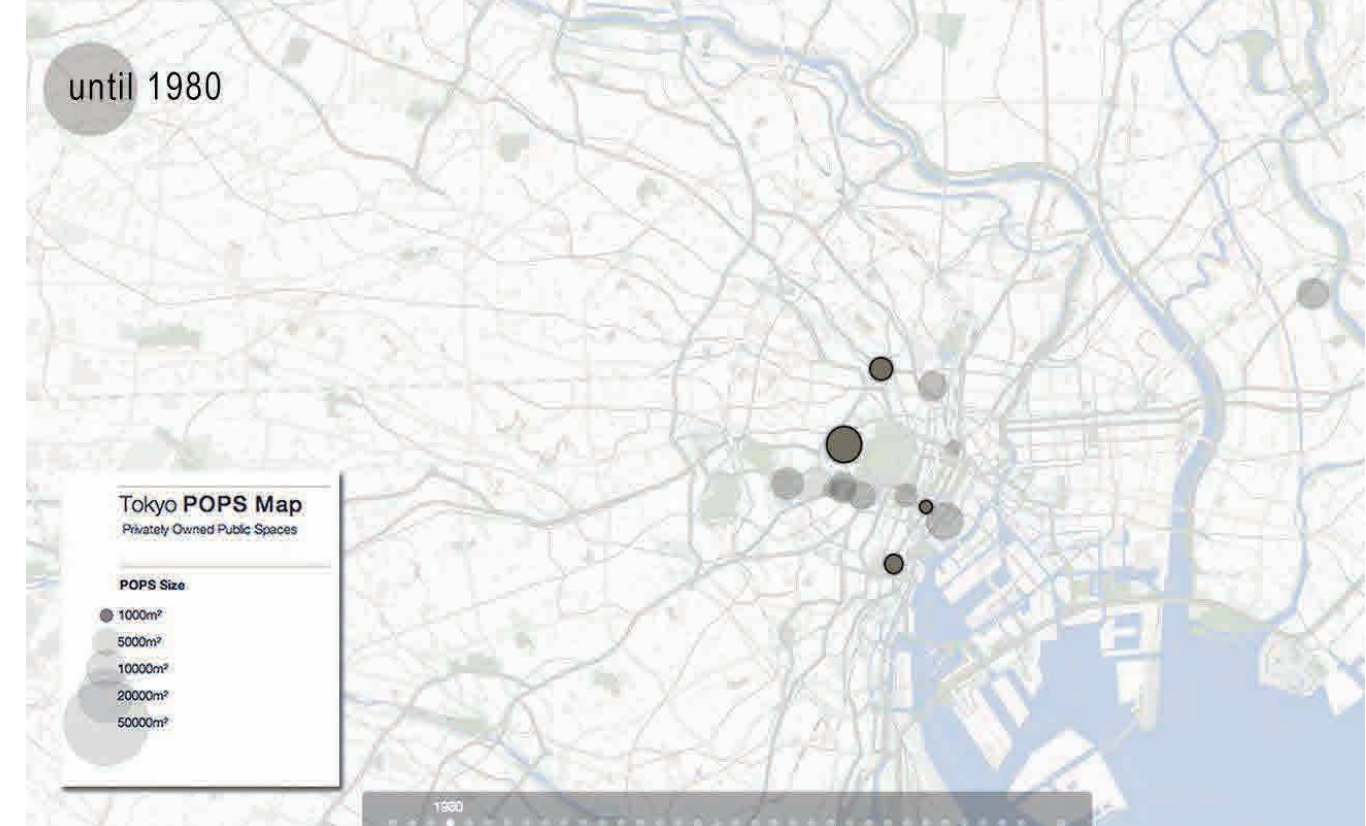 until 1980
Tokyo POPS Map
Privately Owned Public Spaces
POPS Size
1000m²
5000m²
10000m²
20000m²
50000m²
1980